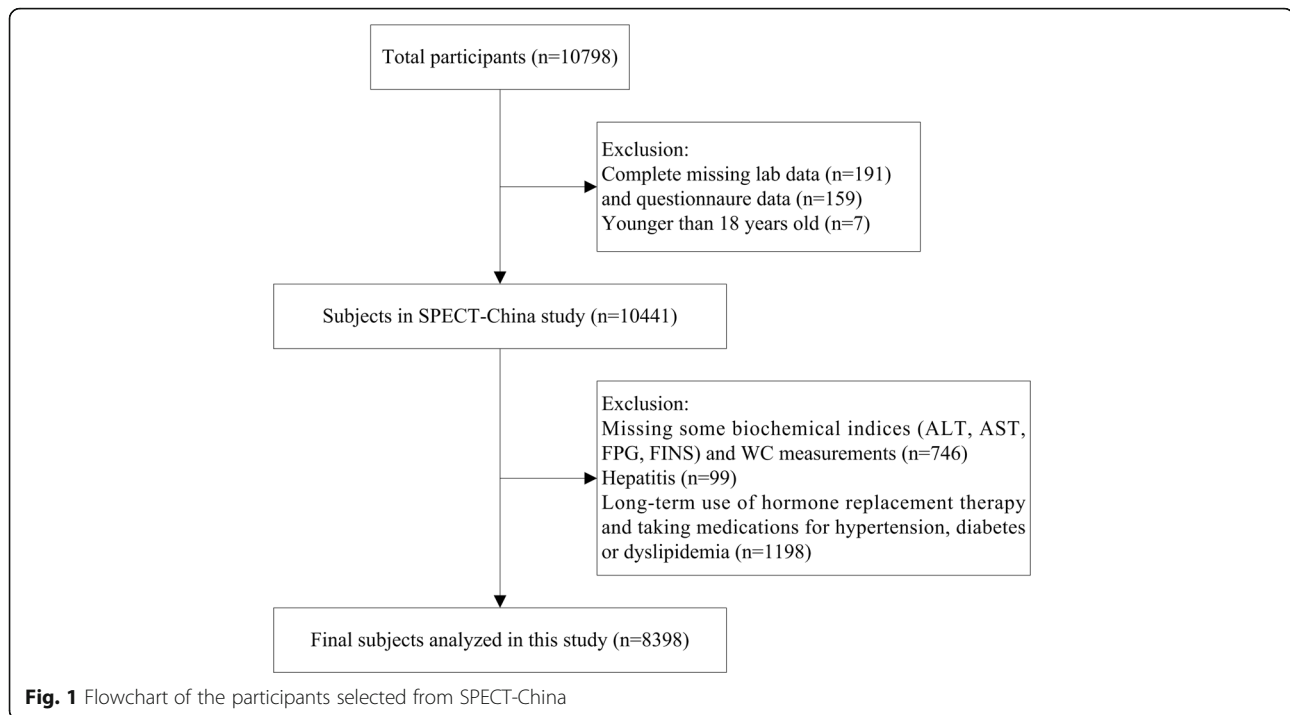 Total participants (n=10798)
Exclusion:
Complete missing lab data (n=191)
and questionnaure data (n=159)
Younger than 18 years old (n=7)
Subjects in SPECT-China study (n=10441)
Exclusion:
Missing some biochemical indices (ALT, AST,
FPG, FINS) and WC measurements (n=746)
Hepatitis (n=99)
Long-term use of hormone replacement therapy
and taking medications for hypertension, diabetes
or dyslipidemia (n=1198)
Final subjects analyzed in this study (n=8398)
Fig. 1 Flowchart of the participants selected from SPECT-China